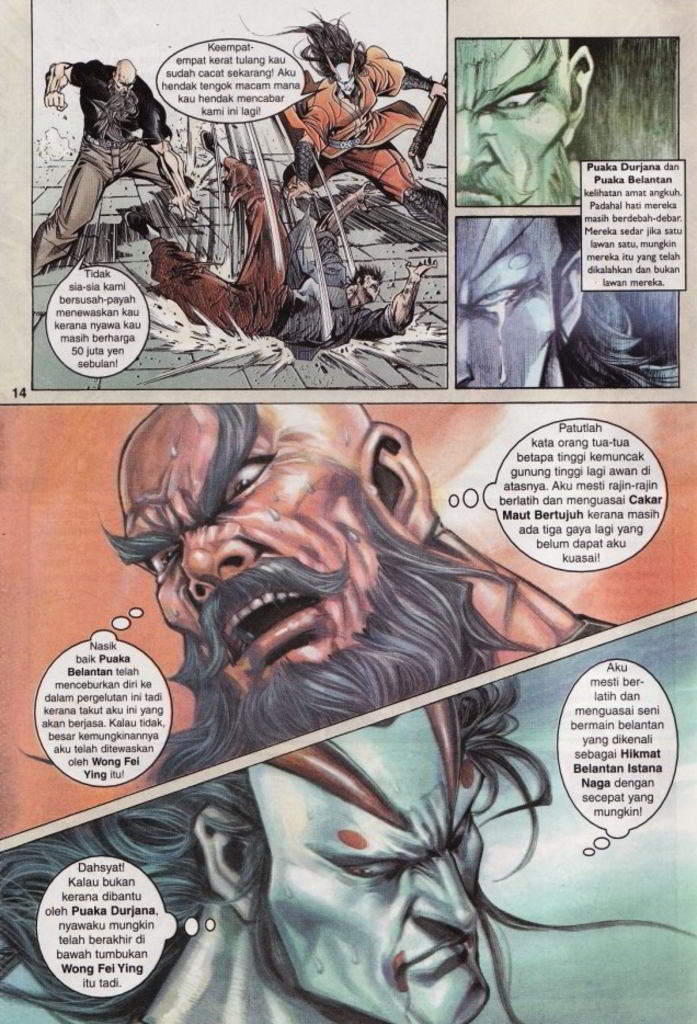 Keempat-
empat kerat tulang kau
sudah cacat sekarang! Aku
hendak tengok macam mana
kau hendak mencabar
kami ini lagi!
Tidak
sia-sia kami
bersusah-payah
menewaskan kau
kerana nyawa kau
masih berharga
50 juta yen
sebulan!
Puaka Durjana dan
Puaka Belantan
kelihatan amat angkuh.
Padahal hati mereka
masih berdebah-debar.
Mereka sedar jika satu
lawan satu, mungkin
mereka itu yang telah
dikalahkan dan bukan
lawan mereka.
14
Patutlah
kata orang tua-tua
betapa tinggi kemuncak
gunung tinggi lagi awan di
atasnya. Aku mesti rajin-rajin
berlatih dan menguasai Cakar
Maut Bertujuh kerana masih
ada tiga gaya lagi yang
belum dapat aku
kuasai!
Nasik
baik Puaka
Belantan telah
menceburkan diri ke
dalam pergelutan ini tadi
kerana takut aku ini yang
akan berjasa. Kalau tidak,
besar kemungkinannya
aku telah ditewaskan
oleh Wong Fei
Ying itu!
Aku
mesti ber-
latih dan
menguasai seni
bermain belantan
yang dikenali
sebagai Hikmat
Belantan Istana
Naga dengan
secepat yang
mungkin!
Dahsyat!
Kalau bukan
kerana dibantu
oleh Puaka Durjana,
nyawaku mungkin
telah berakhir di
bawah tumbukan
Wong Fei Ying
itu tadi.